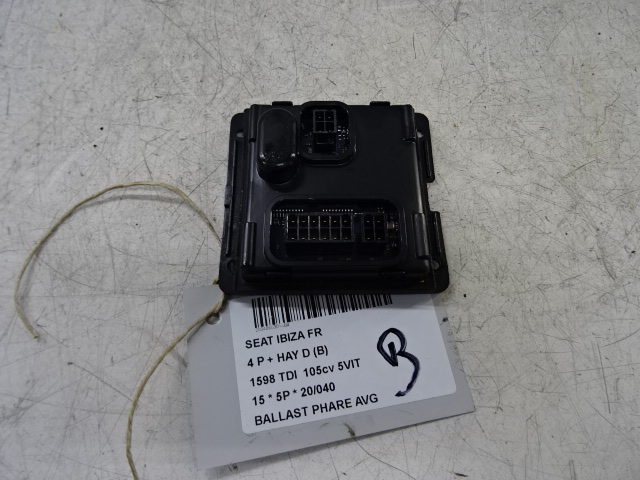 SEAT IBIZA FR
4 P + HAY D (B)
1598 TDI 105cv 5VIT
15 * 5P * 20/040
BALLAST PHARE AVG
B